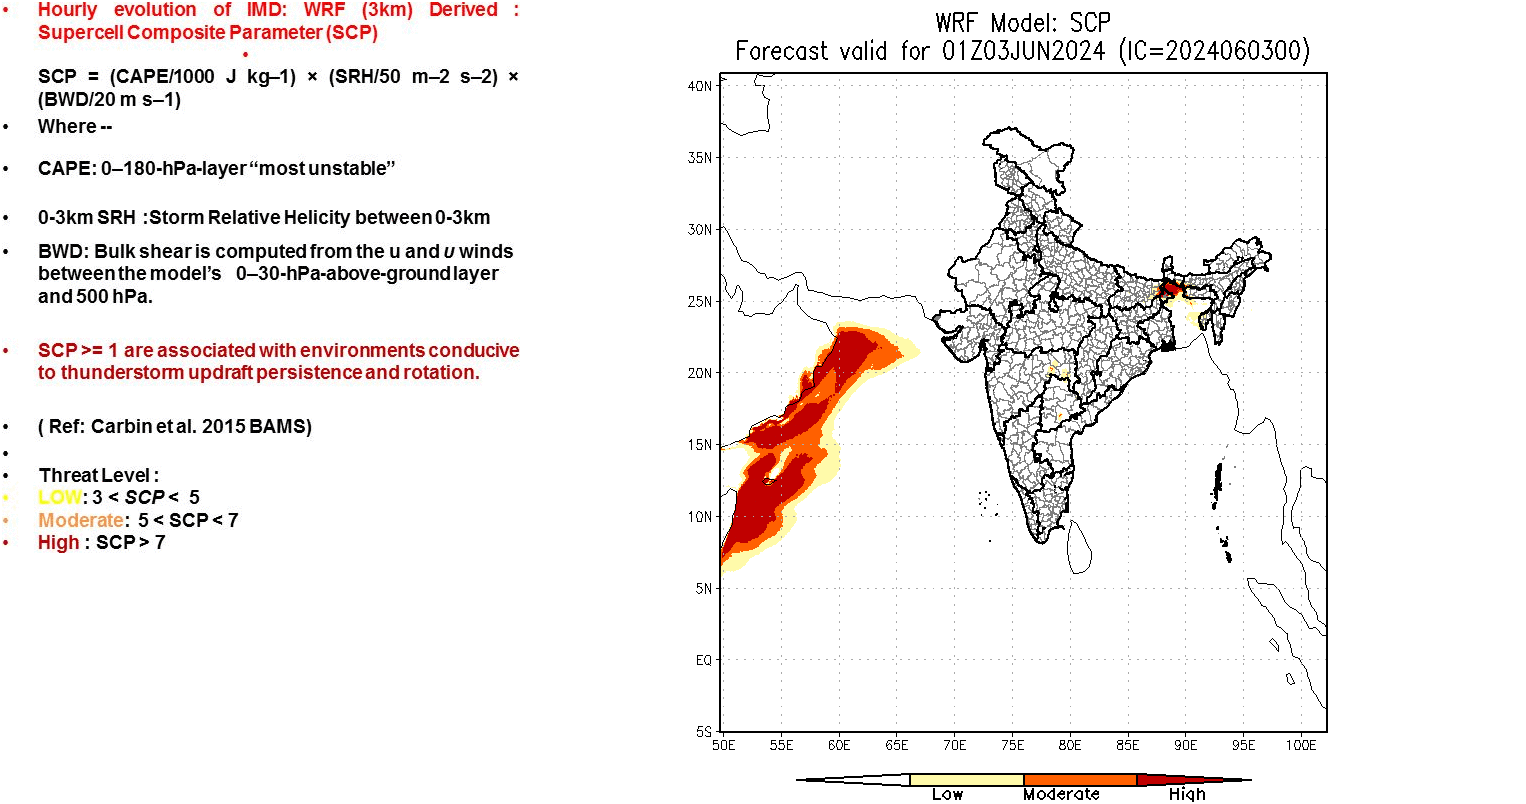 • Hourly evolution of IMD: WRF (3km) Derived :
Supercell Composite Parameter (SCP)
•
SCP = (CAPE/1000 J kg–1) × (SRH/50 m–2 s–2) ×
(BWD/20 m s–1)
• Where --
• CAPE: 0–180-hPa-layer “most unstable”
• 0-3km SRH :Storm Relative Helicity between 0-3km
• BWD: Bulk shear is computed from the u and υ winds
between the model’s 0–30-hPa-above-ground layer
and 500 hPa.
• SCP >= 1 are associated with environments conducive
to thunderstorm updraft persistence and rotation.
• ( Ref: Carbin et al. 2015 BAMS)
•
• Threat Level :
• LOW: 3 < SCP < 5
• Moderate: 5 < SCP < 7
• High : SCP > 7
WRF Model: SCP
Forecast valid for 01Z03JUN2024 (IC=2024060300)
40N
35N
30N
25N
20N
15N
10N
5N
EQ
5S
50E 55E 60E 65E 70E 75E 80E 85E 90E 95E 100E
Low Moderate High